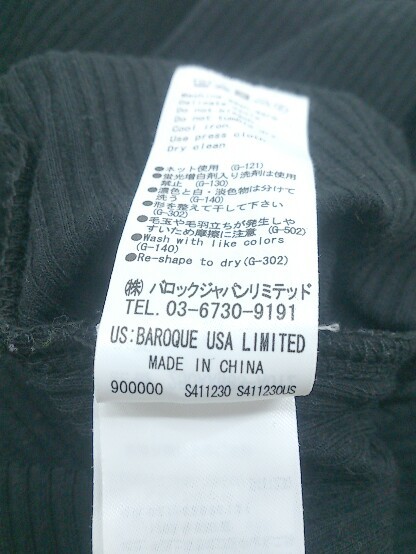 Do not
Cool iron
Use press cloth
Dry clean
●ネット使用 (G-121)
●蛍光増白剤入り洗剤は使用
禁止 (G-130)
●濃色と白・淡色物は分けて
洗う (G-140)
●形を整えて干して下さい
(G-302)
●毛玉や毛羽立ちが発生しや
すいため摩擦に注意 (G-502)
●Wash with like colors
(G-140)
●Re-shape to dry(G-302)
㈱ バロックジャパンリミテッド
TEL. 03-6730-9191
US: BAROQUE USA LIMITED
MADE IN CHINA
900000 S411230 S411230US